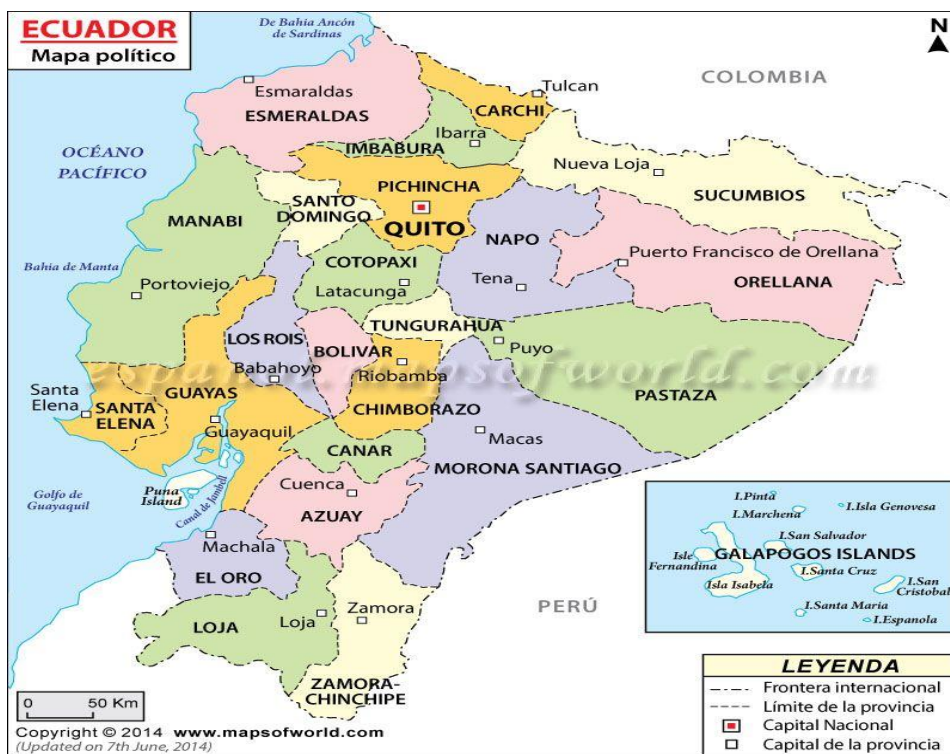 ECUADOR
Mapa político
De Bahia Ancón
de Sardinas
N
COLOMBIA
Esmaraldas
ESMERALDAS
Tulcan
CARCHI
Ibarra
IMBABURA
OCÉANO
PACÍFICO
Nueva Loja
SUCUMBIOS
PICHINCHA
QUITO
SANTO
DOMINGO
MANABI
NAPO
Puerto Francisco de Orellana
ORELLANA
Bahia de Manta
Portoviejo
COTOPAXI
Latacunga
Tena
TUNGURAHUA
LOS ROIS
BOLIVAR
Puyo
Babahoyo
Riobamba
espanol.mapsofworld.com
PASTAZA
Santa
Elena
SANTA
ELENA
GUAYAS
CHIMBORAZO
Guayaquil
Macas
CANAR
MORONA SANTIAGO
Golfo de
Guayaquil
Puna
Island
Canal de Jambeli
Cuenca
AZUAY
Machala
EL ORO
PERÚ
LOJA
Loja
Zamora
ZAMORA-
CHINCHIPE
I.Pinta
I.Marchena
I.Isla Genovesa
I.San Salvador
GALAPOGOS ISLANDS
Isle
Fernandina
Isla Isabela
I.Santa Cruz
I.San
Cristobal
I.Santa Maria
I.Espanola
LEYENDA
Frontera internacional
Límite de la provincia
Capital Nacional
Capital de la provincia
0 50 Km
Copyright © 2014 www.mapsofworld.com
(Updated on 7th June, 2014)